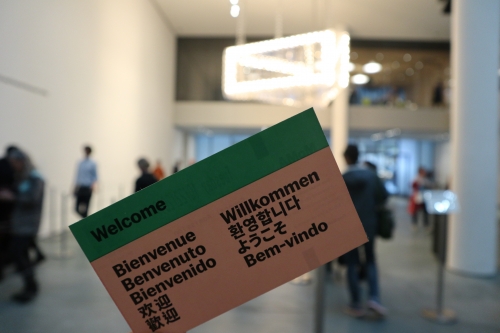 Welcome
Bienvenue
Benvenuto
Bienvenido
欢迎
歡迎
Willkommen
환영합니다
ようこそ
Bem-vindo